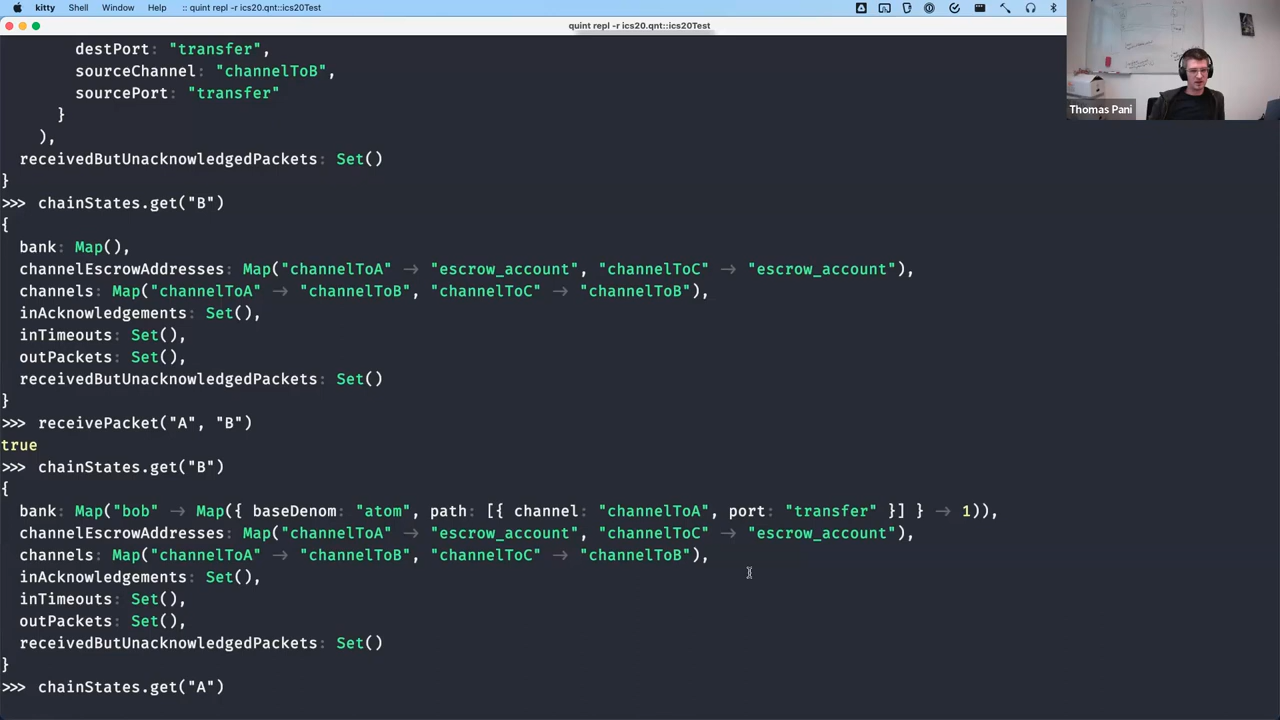 kitty Shell Window Help :: quint repl -r ics20.qnt::ics20Test
quint repl -r ics20.qnt::ics20Test
destPort: "transfer",
sourceChannel: "channelToB",
sourcePort: "transfer"
}
),
receivedButUnacknowledgedPackets: Set()
}
>>> chainStates.get("B")
{
bank: Map(),
channelEscrowAddresses: Map("channelToA" → "escrow_account", "channelToC" → "escrow_account"),
channels: Map("channelToA" → "channelToB", "channelToC" → "channelToB"),
inAcknowledgements: Set(),
inTimeouts: Set(),
outPackets: Set(),
receivedButUnacknowledgedPackets: Set()
}
>>> receivePacket("A", "B")
true
>>> chainStates.get("B")
{
bank: Map("bob" → Map({ baseDenom: "atom", path: [{ channel: "channelToA", port: "transfer" }] } → 1)),
channelEscrowAddresses: Map("channelToA" → "escrow_account", "channelToC" → "escrow_account"),
channels: Map("channelToA" → "channelToB", "channelToC" → "channelToB"),
inAcknowledgements: Set(),
inTimeouts: Set(),
outPackets: Set(),
receivedButUnacknowledgedPackets: Set()
}
>>> chainStates.get("A")
Thomas Pani